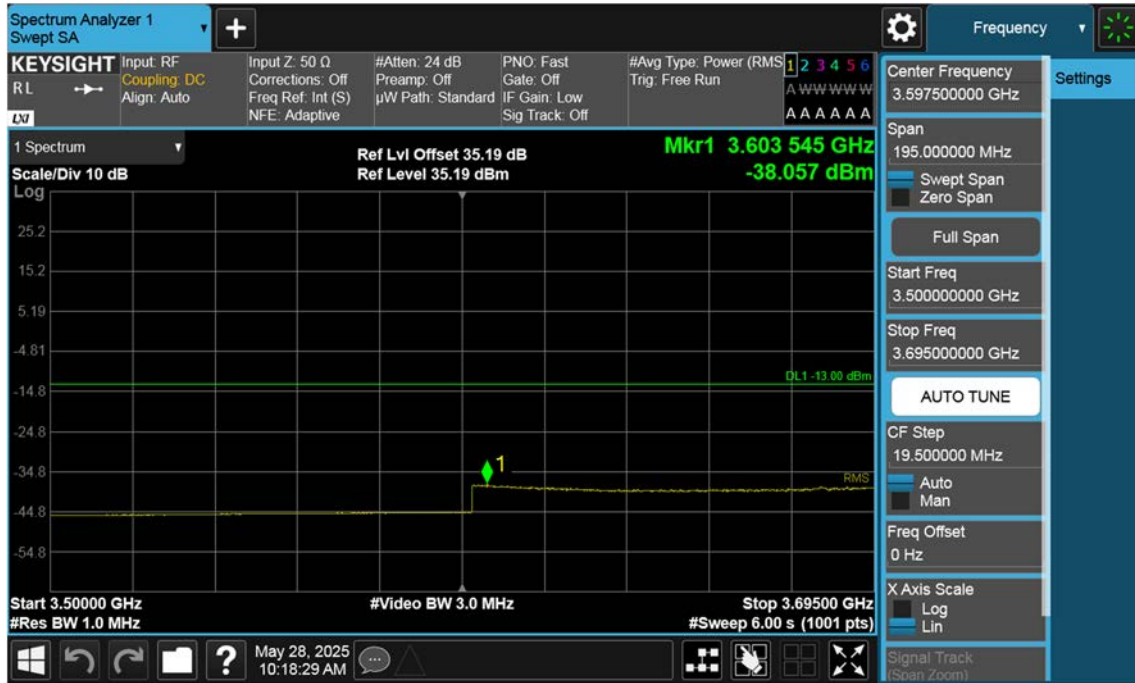 Spectrum Analyzer 1
Swept SA
+
Frequency
KEYSIGHT
RL
LXI
Input: RF
Coupling: DC
Align: Auto
Input Z: 50 Ω
Corrections: Off
Freq Ref: Int (S)
NFE: Adaptive
#Atten: 24 dB
Preamp: Off
µW Path: Standard
PNO: Fast
Gate: Off
IF Gain: Low
Sig Track: Off
#Avg Type: Power (RMS
Trig: Free Run
1 2 3 4 5 6
A W W W W W
A A A A A A
1 Spectrum
Scale/Div 10 dB
Ref Lvl Offset 35.19 dB
Ref Level 35.19 dBm
Mkr1 3.603 545 GHz
-38.057 dBm
Log
25.2
15.2
5.19
-4.81
DL1 -13.00 dBm
-14.8
-24.8
1
-34.8
RMS
-44.8
-54.8
Start 3.50000 GHz
#Video BW 3.0 MHz
Stop 3.69500 GHz
#Res BW 1.0 MHz
#Sweep 6.00 s (1001 pts)
?
May 28, 2025
10:18:29 AM
Center Frequency
3.597500000 GHz
Settings
Span
195.000000 MHz
Swept Span
Zero Span
Full Span
Start Freq
3.500000000 GHz
Stop Freq
3.695000000 GHz
AUTO TUNE
CF Step
19.500000 MHz
Auto
Man
Freq Offset
0 Hz
X Axis Scale
Log
Lin
Signal Track
(Span Zoom)